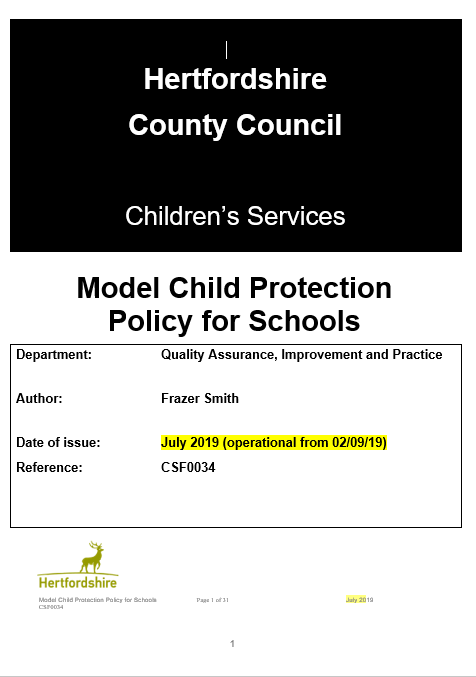 Hertfordshire
County Council
Children's Services
Model Child Protection
Policy for Schools
Department: Quality Assurance, Improvement and Practice
Author: Frazer Smith
Date of issue: July 2019 (operational from 02/09/19)
Reference: CSF0034
Hertfordshire
Model Child Protection Policy for Schools Page 1 of 31 July 2019
CSF0034
1